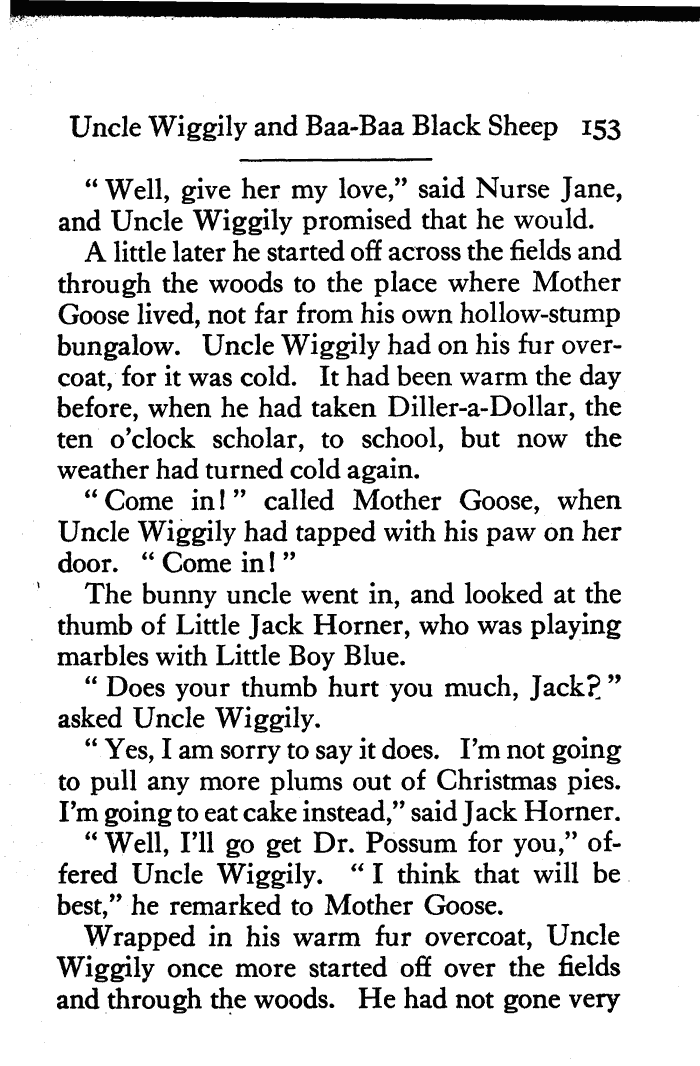 Uncle Wiggily and Baa-Baa Black Sheep 153
“ Well, give her my love,” said Nurse Jane,
and Uncle Wiggily promised that he would.
A little later he started off across the fields and
through the woods to the place where Mother
Goose lived, not far from his own hollow-stump
bungalow. Uncle Wiggily had on his fur over-
coat, for it was cold. It had been warm the day
before, when he had taken Diller-a-Dollar, the
ten o’clock scholar, to school, but now the
weather had turned cold again.
“ Come in! ” called Mother Goose, when
Uncle Wiggily had tapped with his paw on her
door. “ Come in! ”
The bunny uncle went in, and looked at the
thumb of Little Jack Horner, who was playing
marbles with Little Boy Blue.
“ Does your thumb hurt you much, Jack? ”
asked Uncle Wiggily.
“ Yes, I am sorry to say it does. I’m not going
to pull any more plums out of Christmas pies.
I’m going to eat cake instead,” said Jack Horner.
“ Well, I’ll go get Dr. Possum for you,” of-
fered Uncle Wiggily. “ I think that will be
best,” he remarked to Mother Goose.
Wrapped in his warm fur overcoat, Uncle
Wiggily once more started off over the fields
and through the woods. He had not gone very